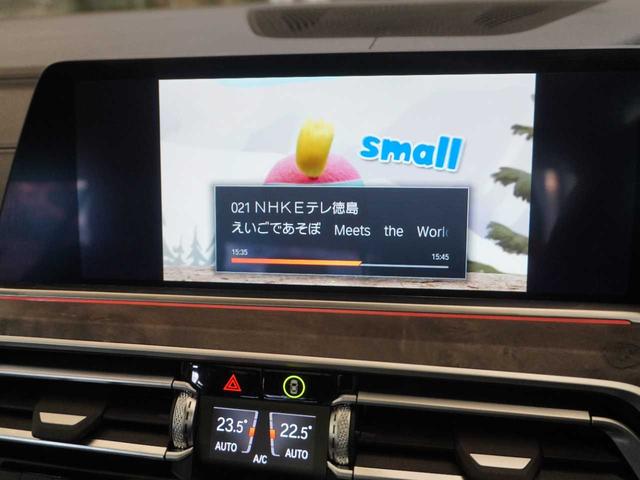 small
021 NHKEテレ徳島
えいごであそぼ Meets the Worl
15:35 15:45
23.5° 22.5°
AUTO A/C AUTO